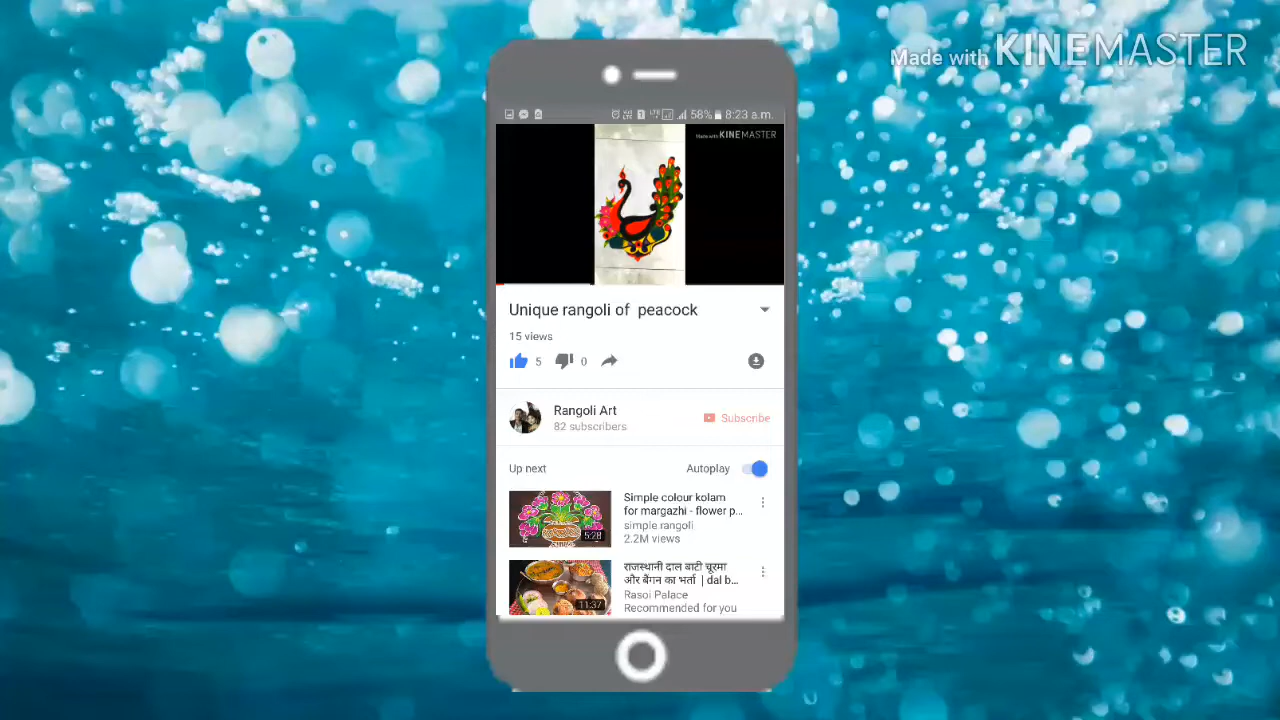 Made with KINEMASTER
58% 8:23 a.m.
Made with KINEMASTER
Unique rangoli of peacock
15 views
5 0
Rangoli Art
82 subscribers
Subscribe
Up next
Autoplay
Simple colour kolam
for margazhi - flower p...
simple rangoli
2.2M views
5:28
राजस्थानी दाल बाटी चूरमा
और बैंगन का भर्ता | dal b...
Rasoi Palace
Recommended for you
11:37